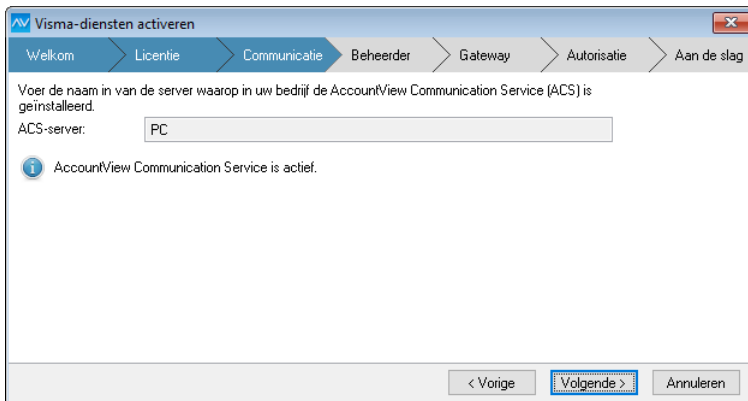 Visma-diensten activeren
Welkom Licentie Communicatie Beheerder Gateway Autorisatie Aan de slag
Voer de naam in van de server waarop in uw bedrijf de AccountView Communication Service (ACS) is
geïnstalleerd.
ACS-server: PC
AccountView Communication Service is actief.
< Vorige Volgende > Annuleren